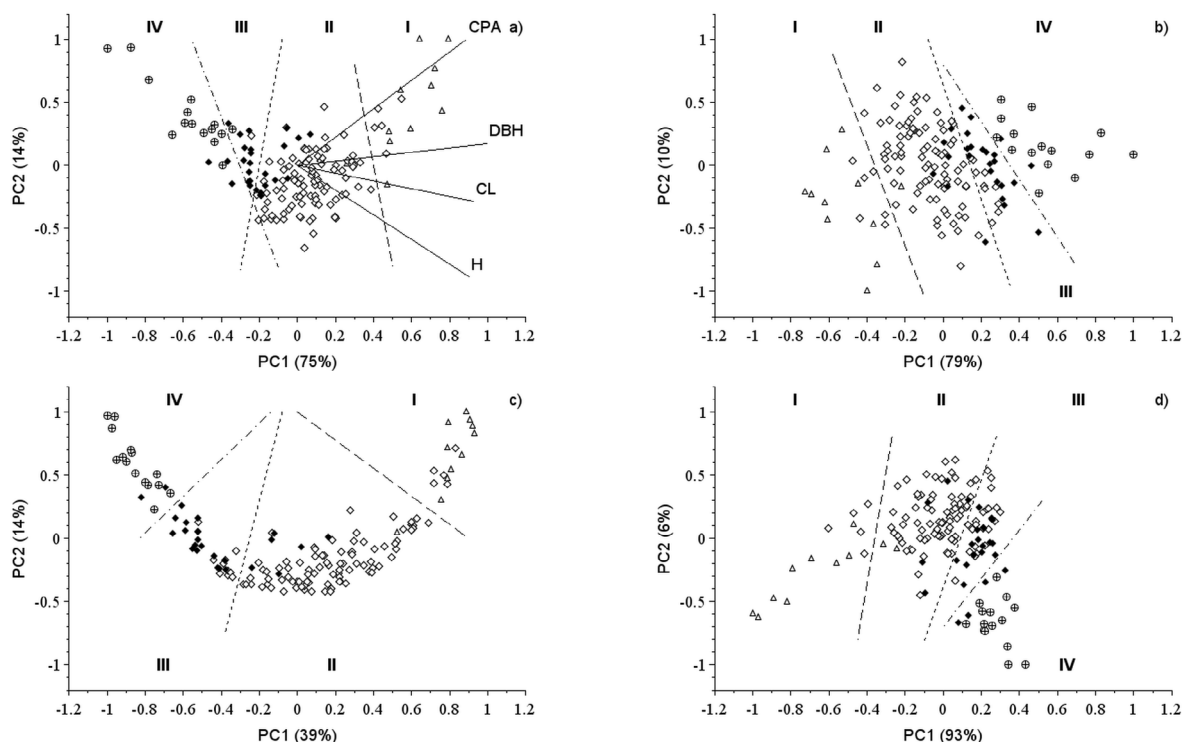 IV III II I CPA a)
1
PC2 (14%)
0.5
DBH
0
CL
-0.5
H
-1
-1.2 -1 -0.8 -0.6 -0.4 -0.2 0 0.2 0.4 0.6 0.8 1 1.2
PC1 (75%)
I II IV b)
1
PC2 (10%)
0.5
0
-0.5
-1
III
-1.2 -1 -0.8 -0.6 -0.4 -0.2 0 0.2 0.4 0.6 0.8 1 1.2
PC1 (79%)
IV I c)
1
PC2 (14%)
0.5
0
-0.5
-1
III II
-1.2 -1 -0.8 -0.6 -0.4 -0.2 0 0.2 0.4 0.6 0.8 1 1.2
PC1 (39%)
I II III d)
1
PC2 (6%)
0.5
0
-0.5
-1
IV
-1.2 -1 -0.8 -0.6 -0.4 -0.2 0 0.2 0.4 0.6 0.8 1 1.2
PC1 (93%)